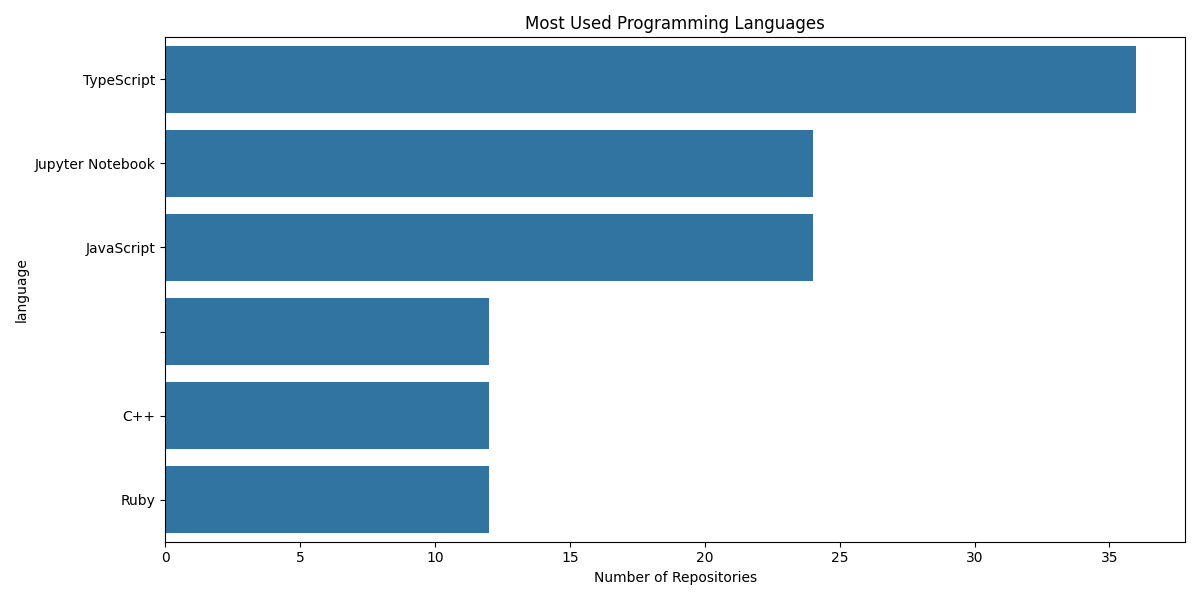 Most Used Programming Languages
TypeScript
Jupyter Notebook
JavaScript
C++
Ruby
language
0 5 10 15 20 25 30 35
Number of Repositories